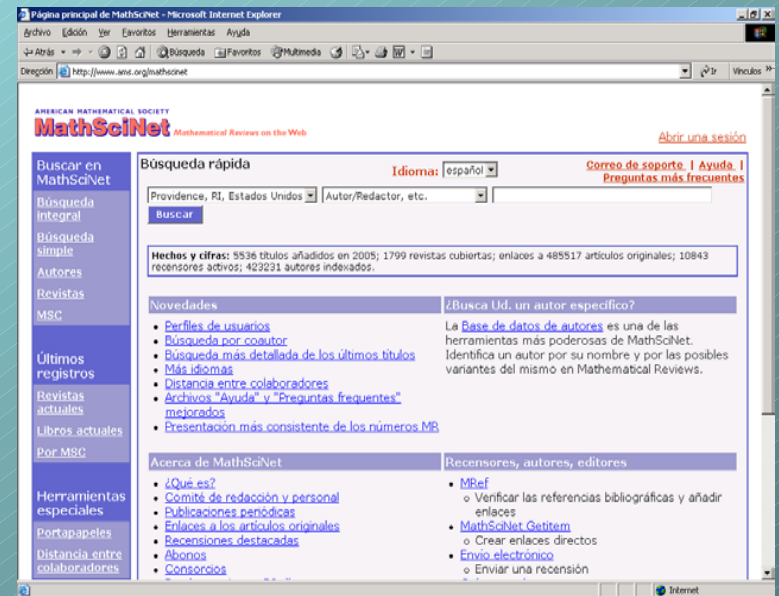 Página principal de MathSciNet - Microsoft Internet Explorer
Archivo Edición Ver Favoritos Herramientas Ayuda
Atrás Búsqueda Favoritos Multimedia
Dirección http://www.ams.org/mathscinet Ir Vínculos
AMERICAN MATHEMATICAL SOCIETY
MathSciNet Mathematical Reviews on the Web
Abrir una sesión
Buscar en
MathSciNet
Búsqueda
integral
Búsqueda
simple
Autores
Revistas
MSC
Últimos
registros
Revistas
actuales
Libros actuales
Por MSC
Herramientas
especiales
Portapapeles
Distancia entre
colaboradores
Búsqueda rápida
Idioma: español
Correo de soporte | Ayuda |
Preguntas más frecuentes
Providence, RI, Estados Unidos Autor/Redactor, etc.
Buscar
Hechos y cifras: 5536 títulos añadidos en 2005; 1799 revistas cubiertas; enlaces a 485517 artículos originales; 10843
recensores activos; 423231 autores indexados.
Novedades
• Perfiles de usuarios
• Búsqueda por coautor
• Búsqueda más detallada de los últimos títulos
• Más idiomas
• Distancia entre colaboradores
• Archivos "Ayuda" y "Preguntas frequentes"
mejorados
• Presentación más consistente de los números MR
¿Busca Ud. un autor específico?
La Base de datos de autores es una de las
herramientas más poderosas de MathSciNet.
Identifica un autor por su nombre y por las posibles
variantes del mismo en Mathematical Reviews.
Acerca de MathSciNet
• ¿Qué es?
• Comité de redacción y personal
• Publicaciones periódicas
• Enlaces a los artículos originales
• Recensiones destacadas
• Abonos
• Consorcios
Recensores, autores, editores
• MRef
o Verificar las referencias bibliográficas y añadir
enlaces
• MathSciNet Getitem
o Crear enlaces directos
• Envío electrónico
o Enviar una recensión
Internet